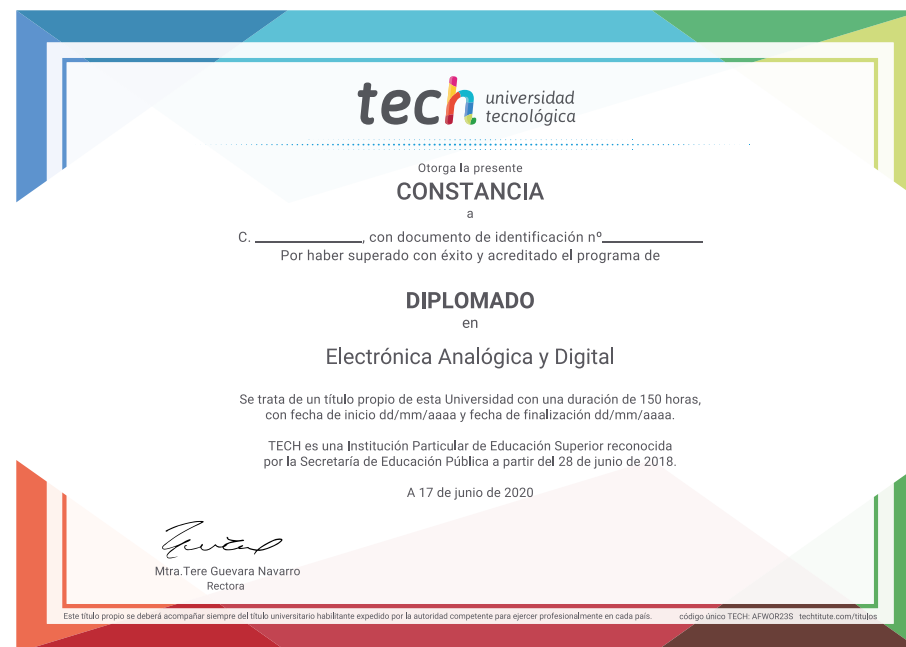 tech universidad
tecnológica
Otorga la presente
CONSTANCIA
a
C. ______________, con documento de identificación nº_____________
Por haber superado con éxito y acreditado el programa de
DIPLOMADO
en
Electrónica Analógica y Digital
Se trata de un título propio de esta Universidad con una duración de 150 horas,
con fecha de inicio dd/mm/aaaa y fecha de finalización dd/mm/aaaa.
TECH es una Institución Particular de Educación Superior reconocida
por la Secretaría de Educación Pública a partir del 28 de junio de 2018.
A 17 de junio de 2020
Mtra.Tere Guevara Navarro
Rectora
Este título propio se deberá acompañar siempre del título universitario habilitante expedido por la autoridad competente para ejercer profesionalmente en cada país. código único TECH: AFWOR23S techtitute.com/titulos